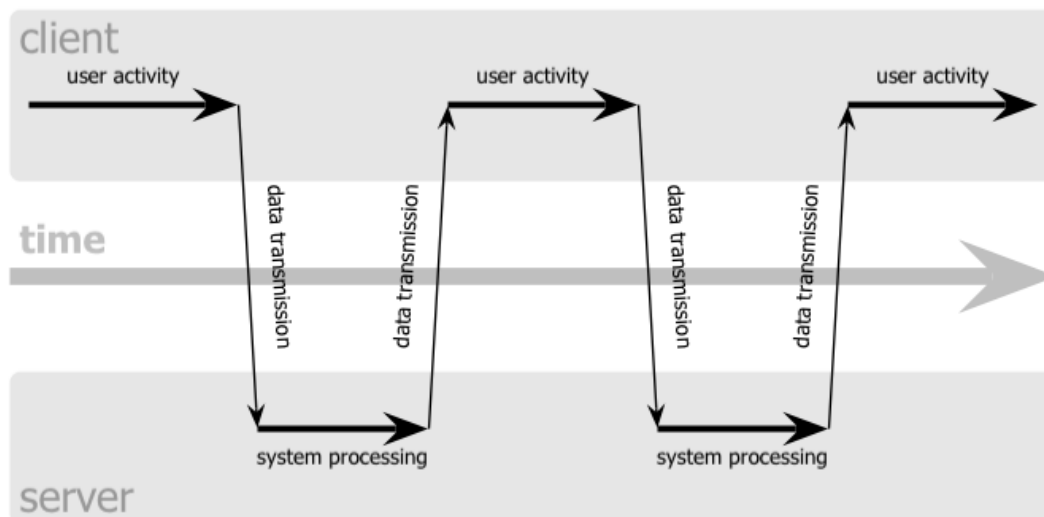 client
user activity
user activity
user activity
data transmission
data transmission
data transmission
data transmission
time
system processing
system processing
server